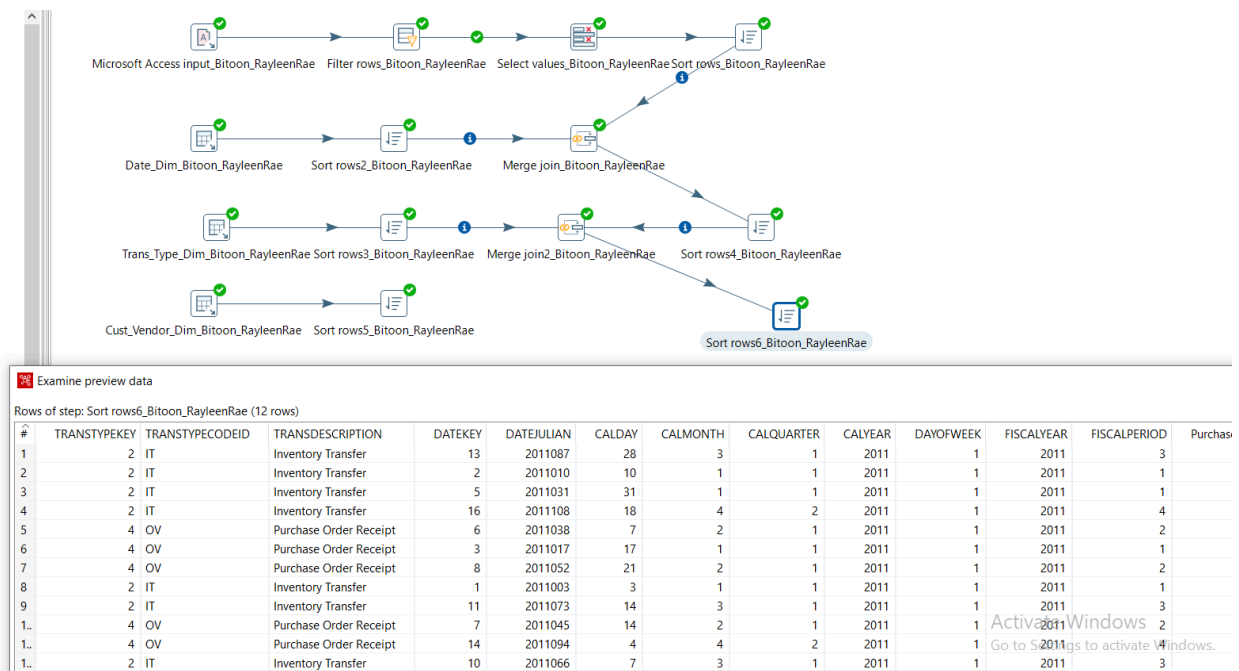 Microsoft Access input_Bitoon_RayleenRae Filter rows_Bitoon_RayleenRae Select values_Bitoon_RayleenRae Sort rows_Bitoon_RayleenRae
Date_Dim_Bitoon_RayleenRae Sort rows2_Bitoon_RayleenRae Merge join_Bitoon_RayleenRae
Trans_Type_Dim_Bitoon_RayleenRae Sort rows3_Bitoon_RayleenRae Merge join2_Bitoon_RayleenRae Sort rows4_Bitoon_RayleenRae
Cust_Vendor_Dim_Bitoon_RayleenRae Sort rows5_Bitoon_RayleenRae
Sort rows6_Bitoon_RayleenRae
Examine preview data
Rows of step: Sort rows6_Bitoon_RayleenRae (12 rows)
# TRANSTYPEKEY TRANSTYPECODEID TRANSDESCRIPTION DATEKEY DATEJULIAN CALDAY CALMONTH CALQUARTER CALYEAR DAYOFWEEK FISCALYEAR FISCALPERIOD Purchas
1 2 IT Inventory Transfer 13 2011087 28 3 1 2011 1 2011 3
2 2 IT Inventory Transfer 2 2011010 10 1 1 2011 1 2011 1
3 2 IT Inventory Transfer 5 2011031 31 1 1 2011 1 2011 1
4 2 IT Inventory Transfer 16 2011108 18 4 2 2011 1 2011 4
5 4 OV Purchase Order Receipt 6 2011038 7 2 1 2011 1 2011 2
6 4 OV Purchase Order Receipt 3 2011017 17 1 1 2011 1 2011 1
7 4 OV Purchase Order Receipt 8 2011052 21 2 1 2011 1 2011 2
8 2 IT Inventory Transfer 1 2011003 3 1 1 2011 1 2011 1
9 2 IT Inventory Transfer 11 2011073 14 3 1 2011 1 2011 3
1.. 4 OV Purchase Order Receipt 7 2011045 14 2 1 2011 1 2011 2
1.. 4 OV Purchase Order Receipt 14 2011094 4 4 2 2011 1 2011 4
1.. 2 IT Inventory Transfer 10 2011066 7 3 1 2011 1 2011 3
Activate Windows
Go to Settings to activate Windows.